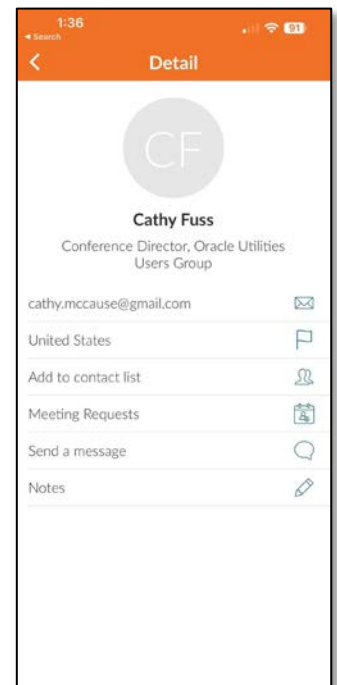 1:36
91
◂ Search
Detail
CF
Cathy Fuss
Conference Director, Oracle Utilities
Users Group
cathy.mccause@gmail.com
United States
Add to contact list
Meeting Requests
Send a message
Notes